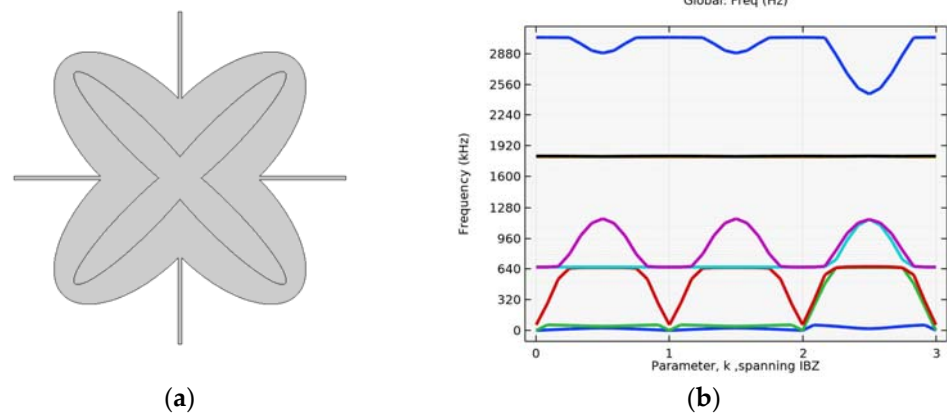 Global: Freq (Hz)
2880
2560
2240
1920
1600
1280
960
640
320
0
Frequency (kHz)
0 1 2 3
Parameter, k ,spanning IBZ
(a) (b)